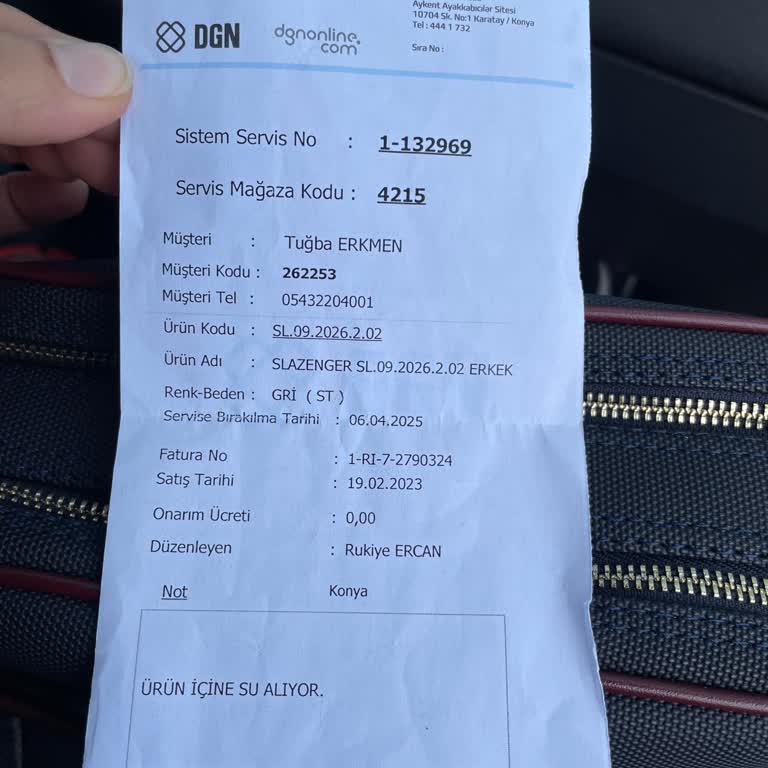 Aykent Ayakkabıcılar Sitesi
10704 Sk. No:1 Karatay / Konya
Tel : 444 1 732
Sıra No :
DGN
dgnonline.
com
Sistem Servis No : 1-132969
Servis Mağaza Kodu : 4215
Müşteri : Tuğba ERKMEN
Müşteri Kodu : 262253
Müşteri Tel : 05432204001
Ürün Kodu : SL.09.2026.2.02
Ürün Adı : SLAZENGER SL.09.2026.2.02 ERKEK
Renk-Beden : GRİ ( ST )
Servise Bırakılma Tarihi : 06.04.2025
Fatura No : 1-RI-7-2790324
Satış Tarihi : 19.02.2023
Onarım Ücreti : 0,00
Düzenleyen : Rukiye ERCAN
Not Konya
ÜRÜN İÇİNE SU ALIYOR.